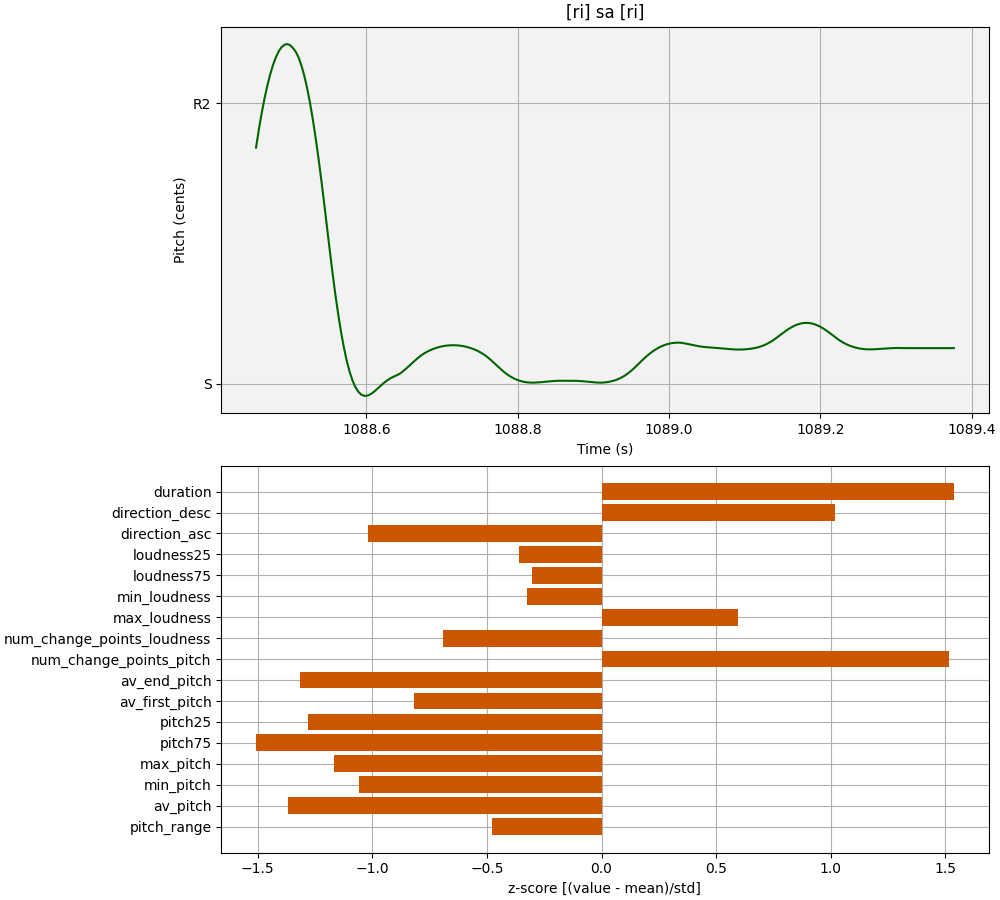 [ri] sa [ri]
R2
S
Pitch (cents)
1088.6 1088.8 1089.0 1089.2 1089.4
Time (s)
duration
direction_desc
direction_asc
loudness25
loudness75
min_loudness
max_loudness
num_change_points_loudness
num_change_points_pitch
av_end_pitch
av_first_pitch
pitch25
pitch75
max_pitch
min_pitch
av_pitch
pitch_range
−1.5 −1.0 −0.5 0.0 0.5 1.0 1.5
z-score [(value - mean)/std]